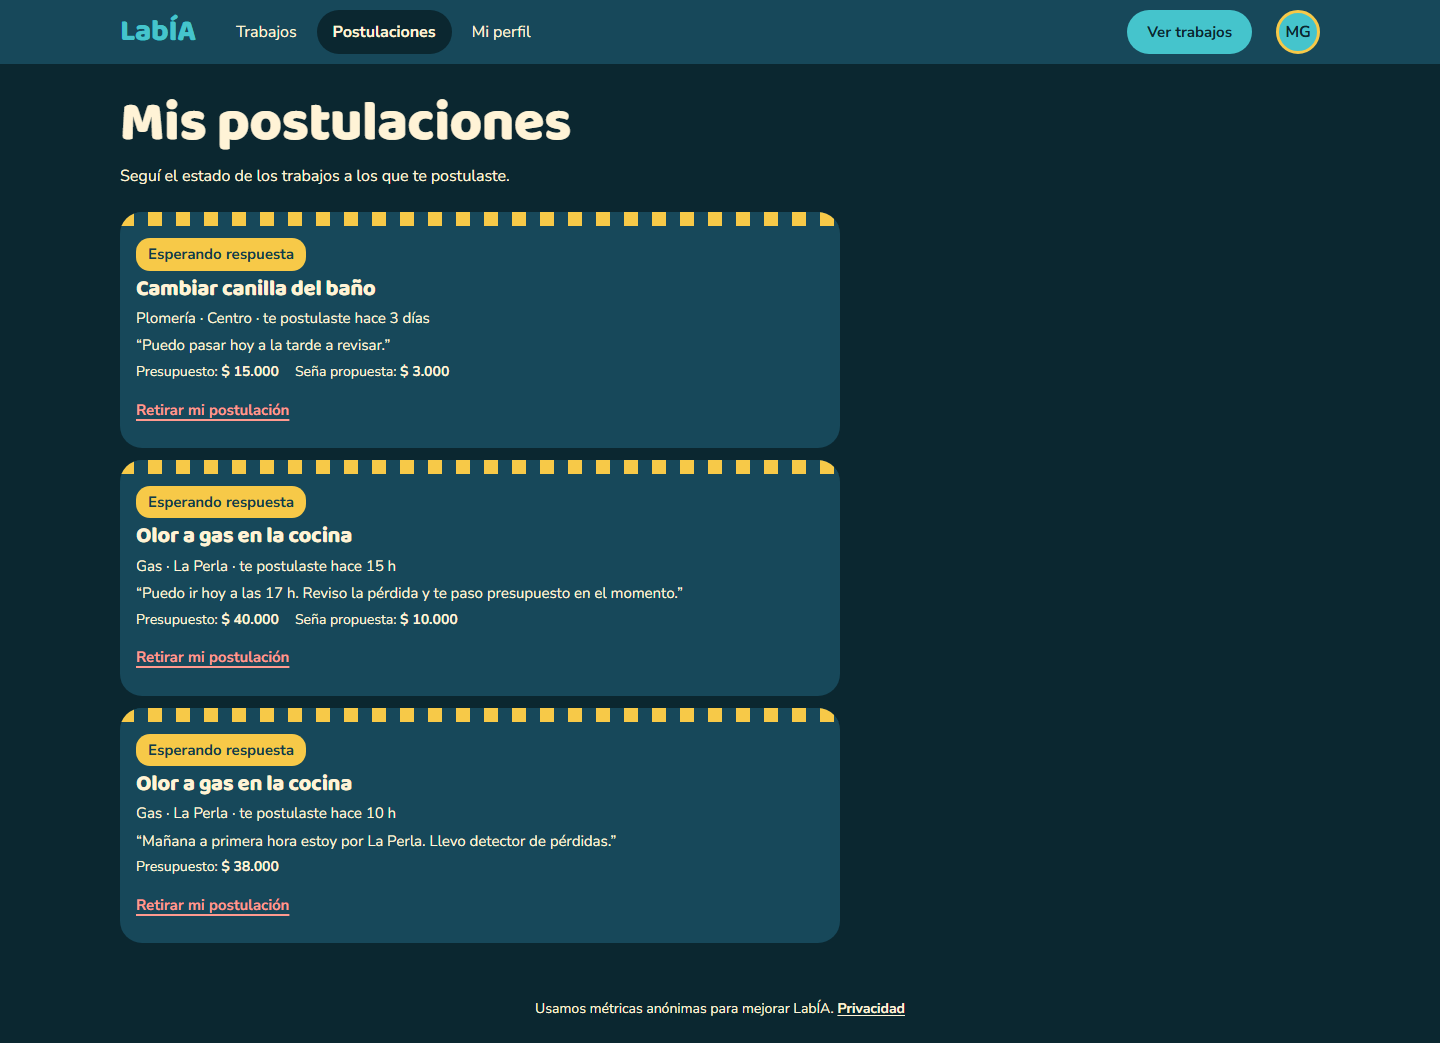 LabÍA
Trabajos
Postulaciones
Mi perfil
Ver trabajos
MG
Mis postulaciones
Seguí el estado de los trabajos a los que te postulaste.
Esperando respuesta
Cambiar canilla del baño
Plomería · Centro · te postulaste hace 3 días
“Puedo pasar hoy a la tarde a revisar.”
Presupuesto: $ 15.000 Seña propuesta: $ 3.000
Retirar mi postulación
Esperando respuesta
Olor a gas en la cocina
Gas · La Perla · te postulaste hace 15 h
“Puedo ir hoy a las 17 h. Reviso la pérdida y te paso presupuesto en el momento.”
Presupuesto: $ 40.000 Seña propuesta: $ 10.000
Retirar mi postulación
Esperando respuesta
Olor a gas en la cocina
Gas · La Perla · te postulaste hace 10 h
“Mañana a primera hora estoy por La Perla. Llevo detector de pérdidas.”
Presupuesto: $ 38.000
Retirar mi postulación
Usamos métricas anónimas para mejorar LabÍA. Privacidad